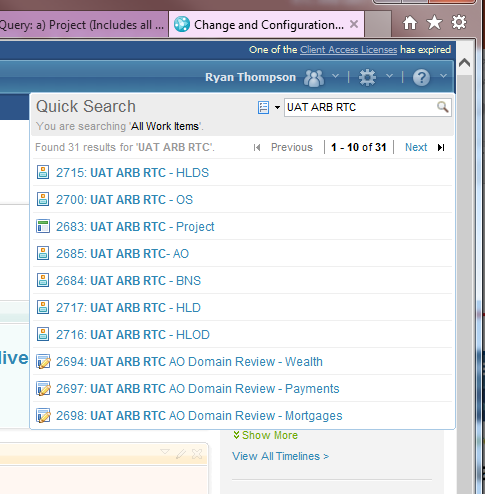 Query: a) Project (Includes all ...
Change and Configuration...
One of the Client Access Licenses has expired
Ryan Thompson
Quick Search
UAT ARB RTC
You are searching 'All Work Items'.
Found 31 results for 'UAT ARB RTC'.
Previous
1 - 10 of 31
Next
2715: UAT ARB RTC - HLDS
2700: UAT ARB RTC - OS
2683: UAT ARB RTC - Project
2685: UAT ARB RTC- AO
2684: UAT ARB RTC - BNS
2717: UAT ARB RTC - HLD
2716: UAT ARB RTC - HLOD
2694: UAT ARB RTC AO Domain Review - Wealth
2697: UAT ARB RTC AO Domain Review - Payments
2698: UAT ARB RTC AO Domain Review - Mortgages
live
Show More
View All Timelines >